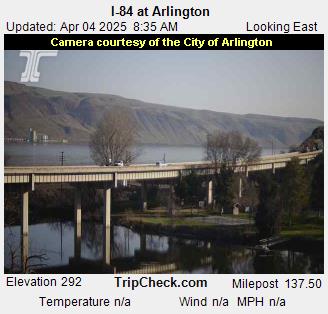 I-84 at Arlington
Updated: Apr 04 2025 8:35 AM Looking East
Camera courtesy of the City of Arlington
Elevation 292 TripCheck.com Milepost 137.50
Temperature n/a Wind n/a MPH n/a